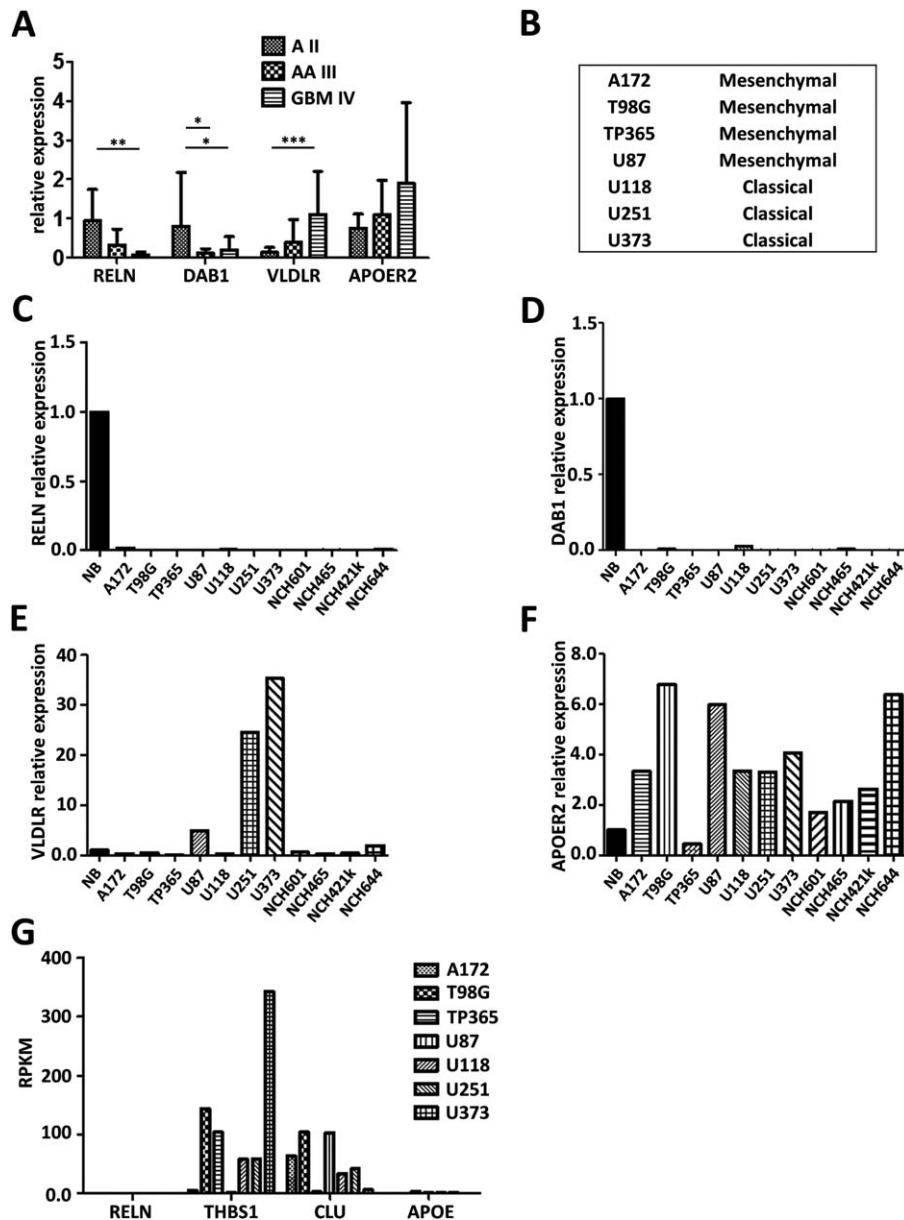 A
A II
AA III
GBM IV
relative expression
5
4
3
2
1
0
** * * ***
RELN DAB1 VLDLR APOER2
B
A172 Mesenchymal
T98G Mesenchymal
TP365 Mesenchymal
U87 Mesenchymal
U118 Classical
U251 Classical
U373 Classical
C
RELN relative expression
1.5
1.0
0.5
0.0
NB A172 T98G TP365 U87 U118 U251 U373 NCH601 NCH465 NCH421k NCH644
D
DAB1 relative expression
1.5
1.0
0.5
0.0
NB A172 T98G TP365 U87 U118 U251 U373 NCH601 NCH465 NCH421k NCH644
E
VLDLR relative expression
40
30
20
10
0.0
NB A172 T98G TP365 U87 U118 U251 U373 NCH601 NCH465 NCH421k NCH644
F
APOER2 relative expression
8.0
6.0
4.0
2.0
0.0
NB A172 T98G TP365 U87 U118 U251 U373 NCH601 NCH465 NCH421k NCH644
G
RPKM
400
300
200
100
0.0
A172
T98G
TP365
U87
U118
U251
U373
RELN THBS1 CLU APOE